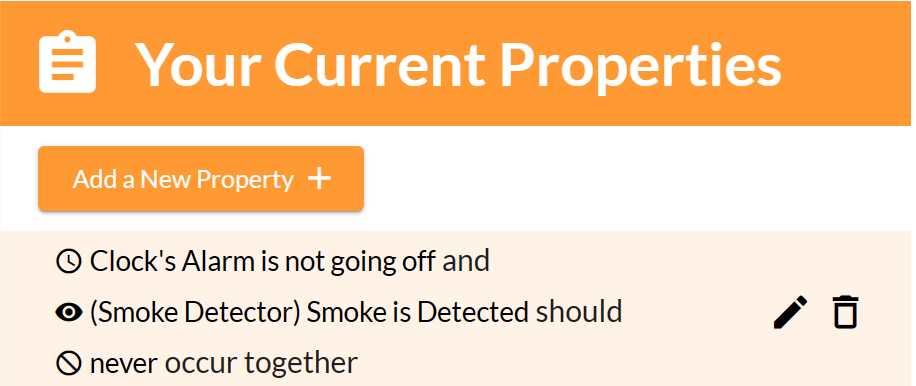 Your Current Properties
Add a New Property +
Clock's Alarm is not going off and
(Smoke Detector) Smoke is Detected should
never occur together